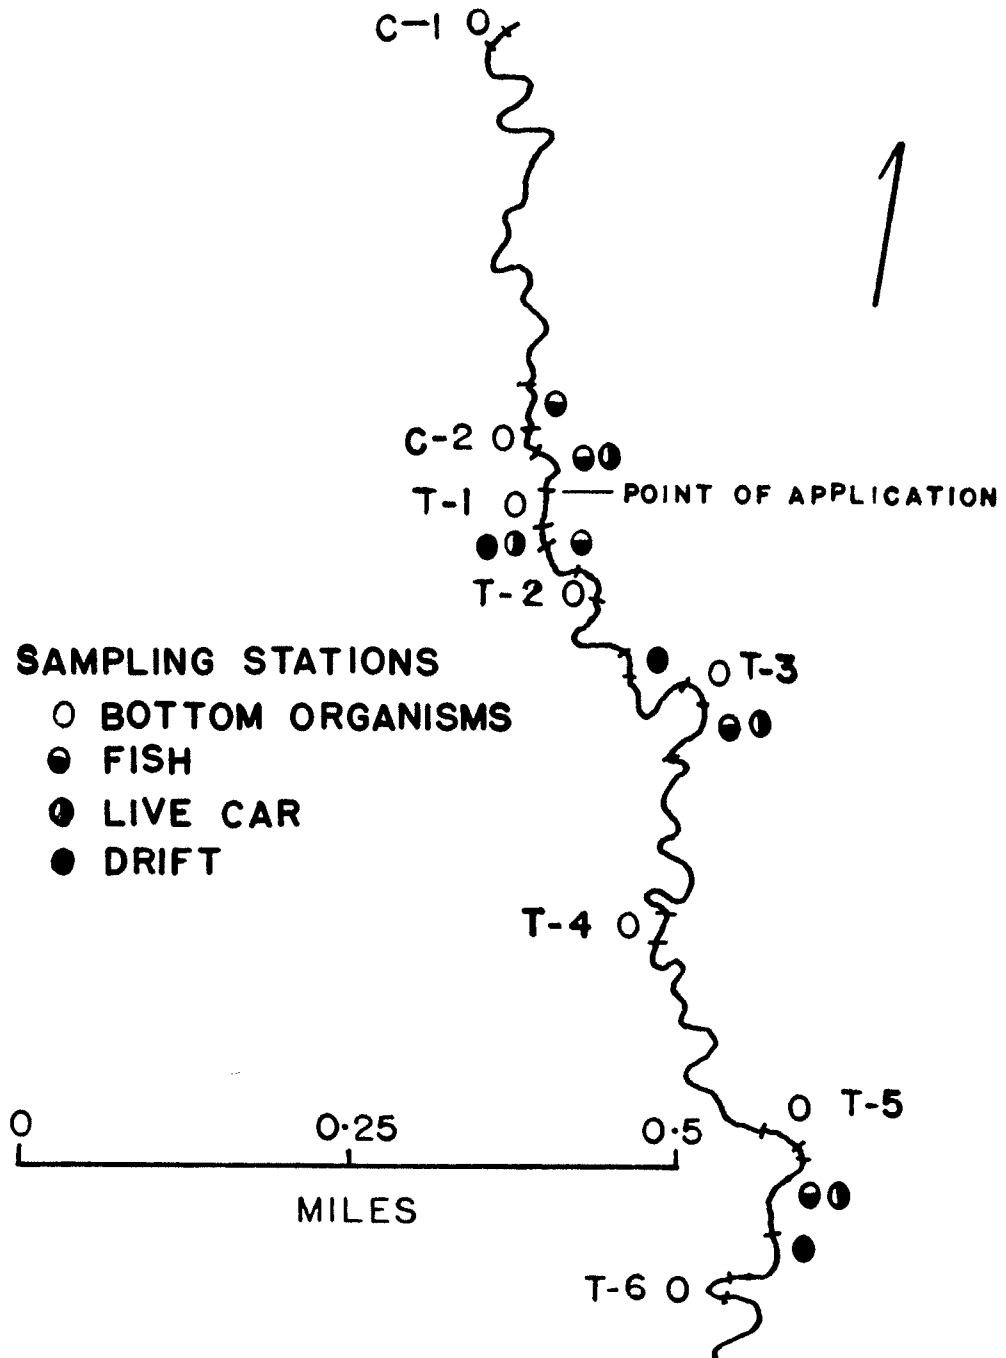 C-1
C-2
T-1
POINT OF APPLICATION
T-2
SAMPLING STATIONS
T-3
BOTTOM ORGANISMS
FISH
LIVE CAR
DRIFT
T-4
T-5
0 0.25 0.5
MILES
T-6